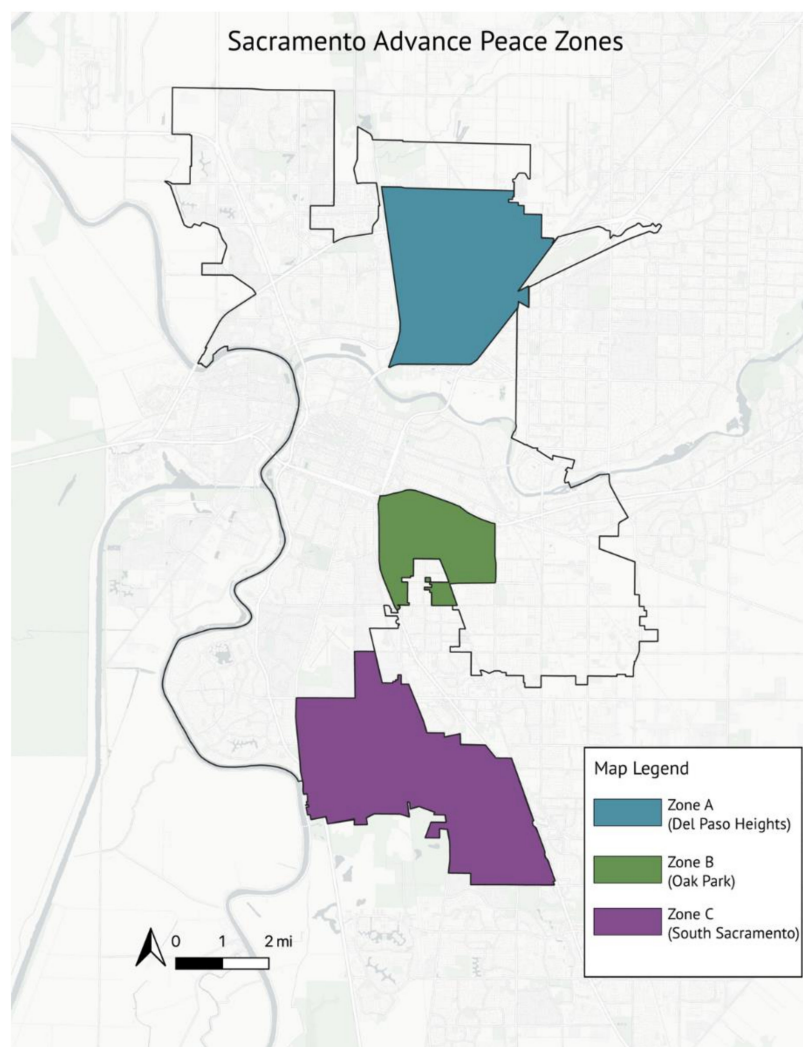 Sacramento Advance Peace Zones
Map Legend
Zone A
(Del Paso Heights)
Zone B
(Oak Park)
Zone C
(South Sacramento)
0 1 2 mi